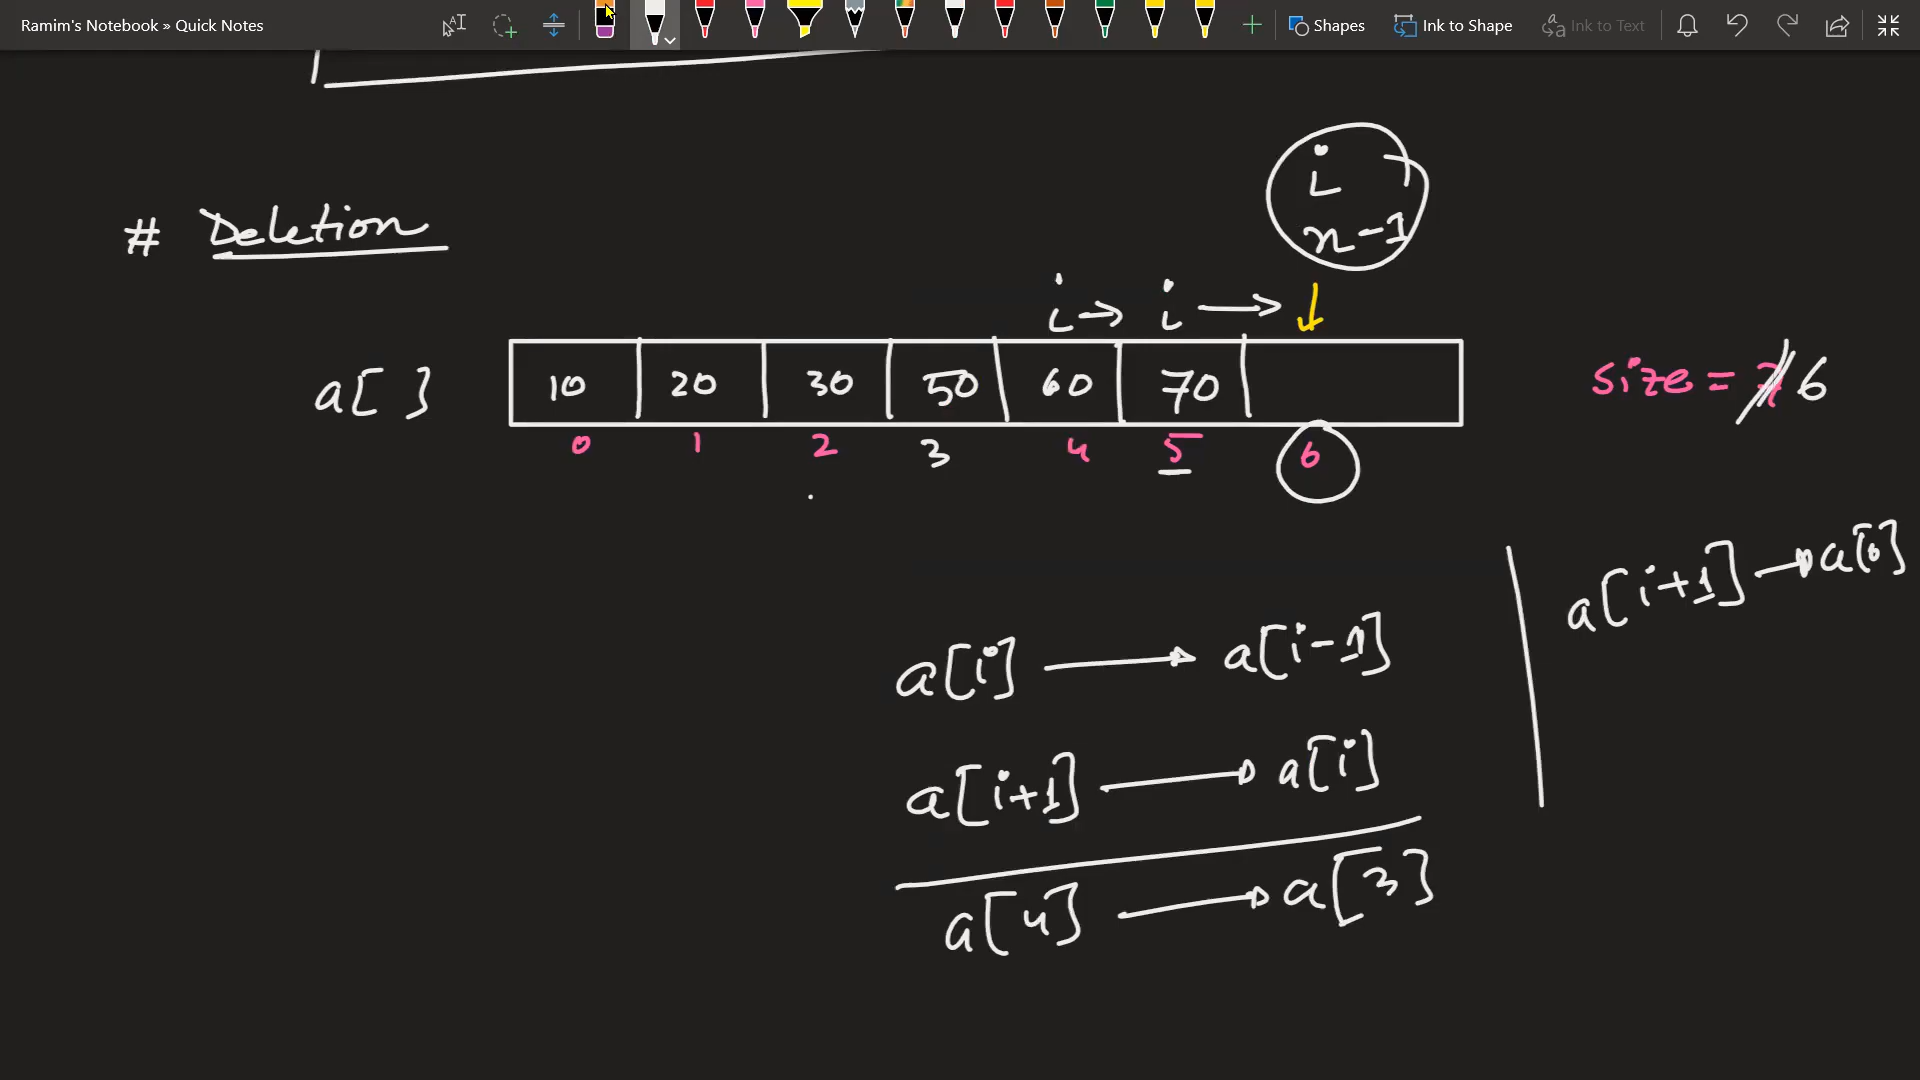 Ramim's Notebook » Quick Notes
Shapes
Ink to Shape
Ink to Text
i
n-1
# Deletion
i → i →
a[ ] 10 20 30 50 60 70 size = 7 6
0 1 2 3 4 5 6
a[i+1] → a[6]
a[i] → a[i-1]
a[i+1] → a[i]
a[4] → a[3]